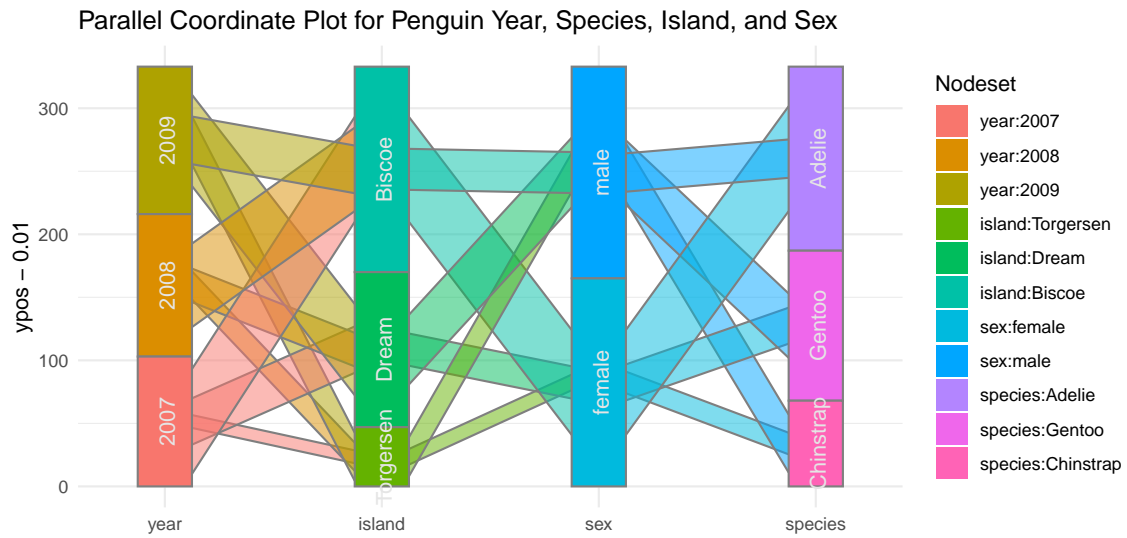 Parallel Coordinate Plot for Penguin Year, Species, Island, and Sex
ypos − 0.01
300
200
100
0
2009
2008
2007
Biscoe
Dream
Torgersen
male
female
Adelie
Gentoo
Chinstrap
year
island
sex
species
Nodeset
year:2007
year:2008
year:2009
island:Torgersen
island:Dream
island:Biscoe
sex:female
sex:male
species:Adelie
species:Gentoo
species:Chinstrap